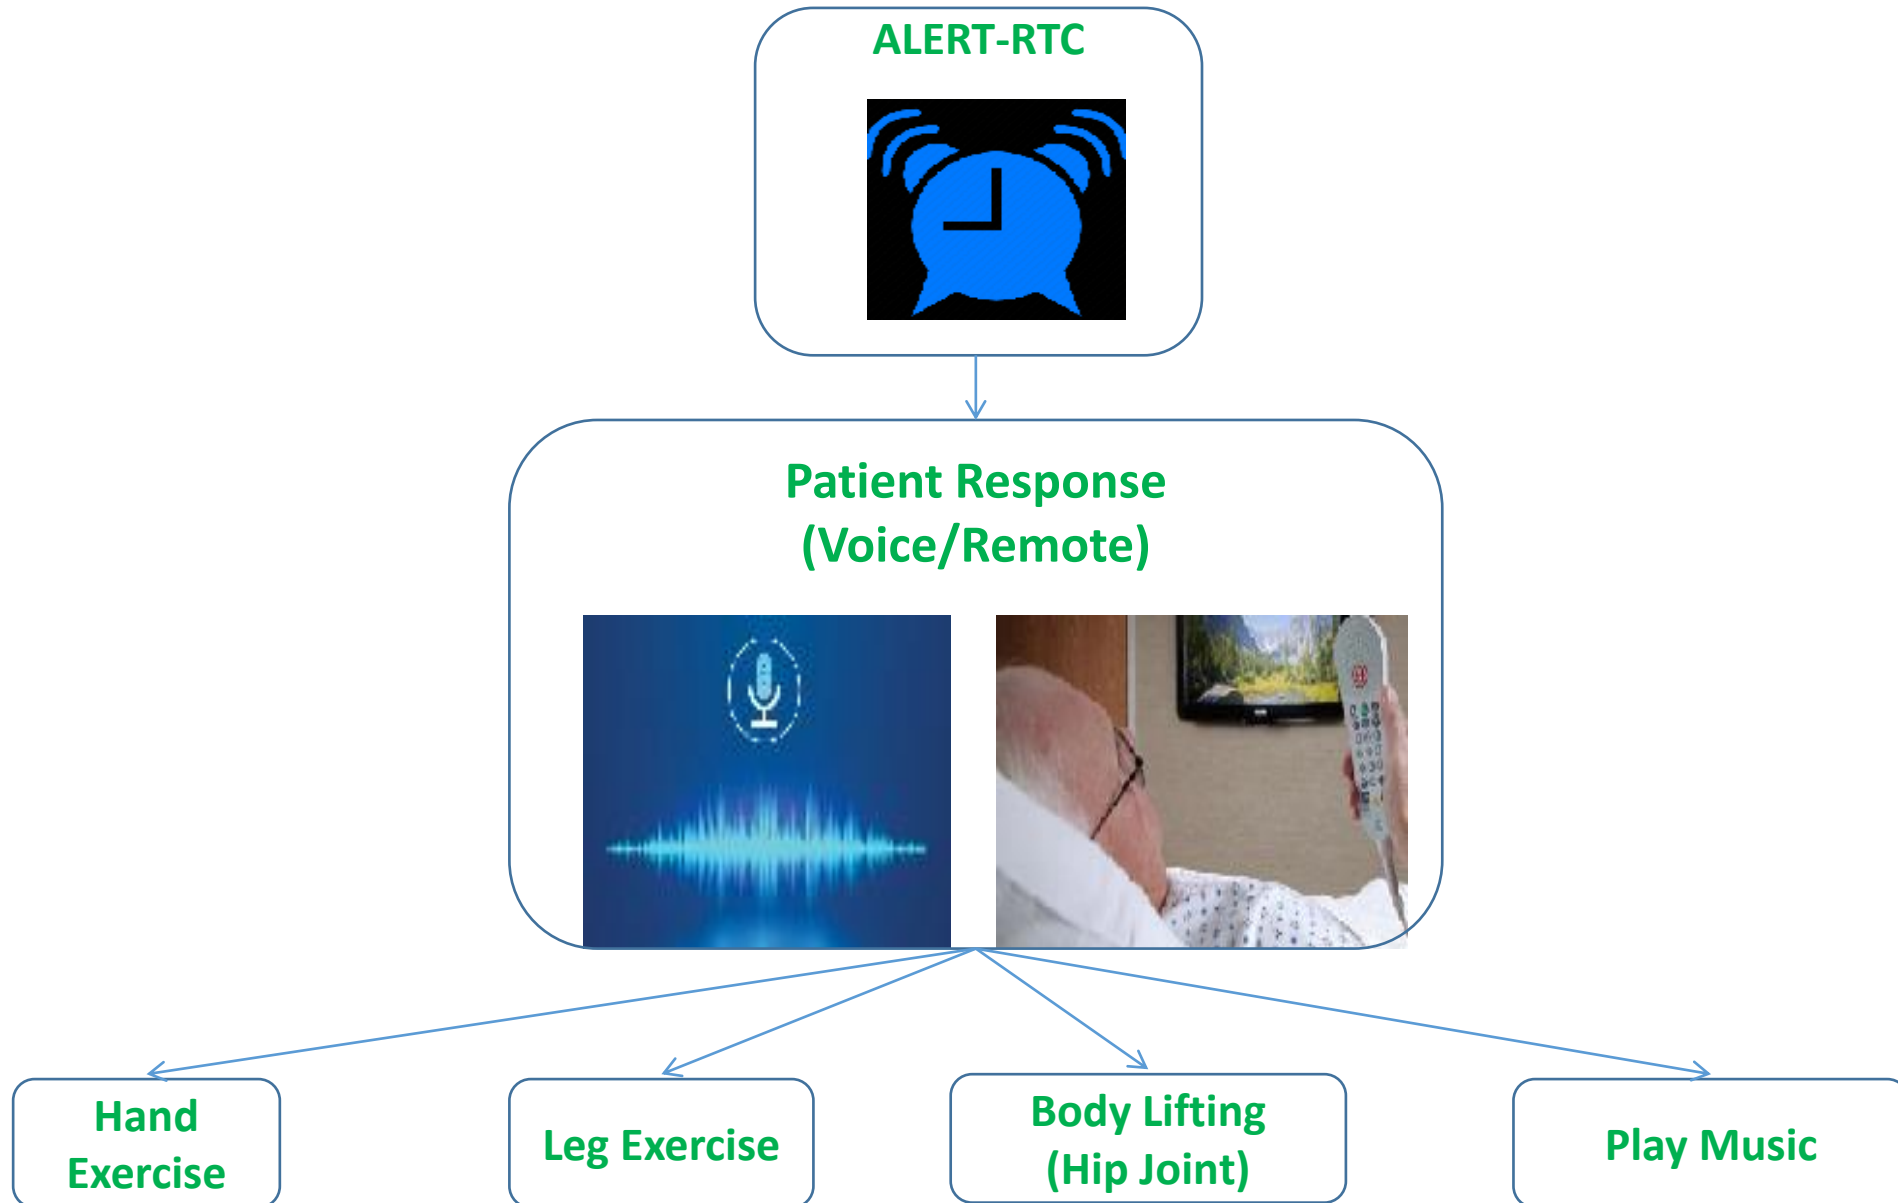 ALERT-RTC
Patient Response
(Voice/Remote)
Hand
Exercise
Leg Exercise
Body Lifting
(Hip Joint)
Play Music